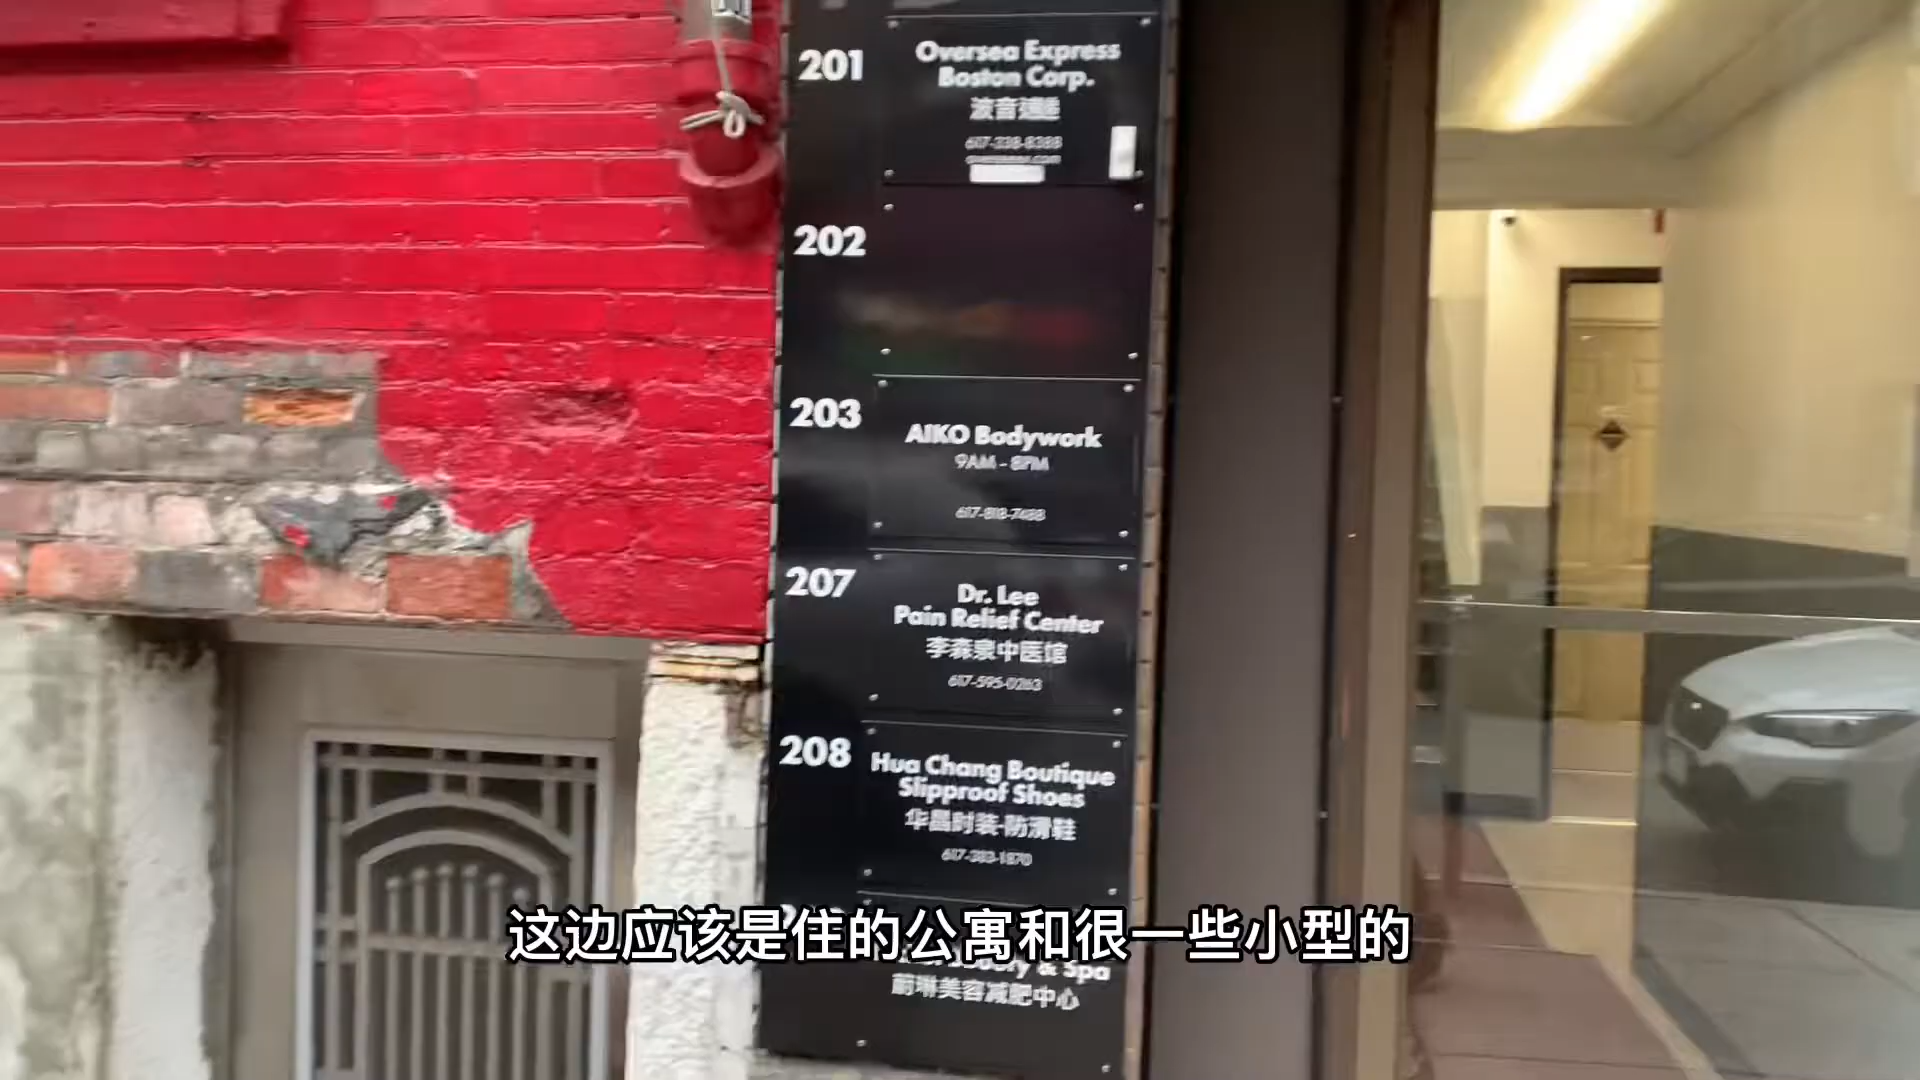 201
Oversea Express
Boston Corp.
波音速
617-338-8388
202
203
AIKO Bodywork
9AM - 8PM
617-818-7488
207
Dr. Lee
Pain Relief Center
李森泉中医馆
617-595-0263
208
Hua Chang Boutique
Slipproof Shoes
华昌时装-防滑鞋
617-383-1870
& Spa
蔚琳美容减肥中心
这边应该是住的公寓和很一些小型的